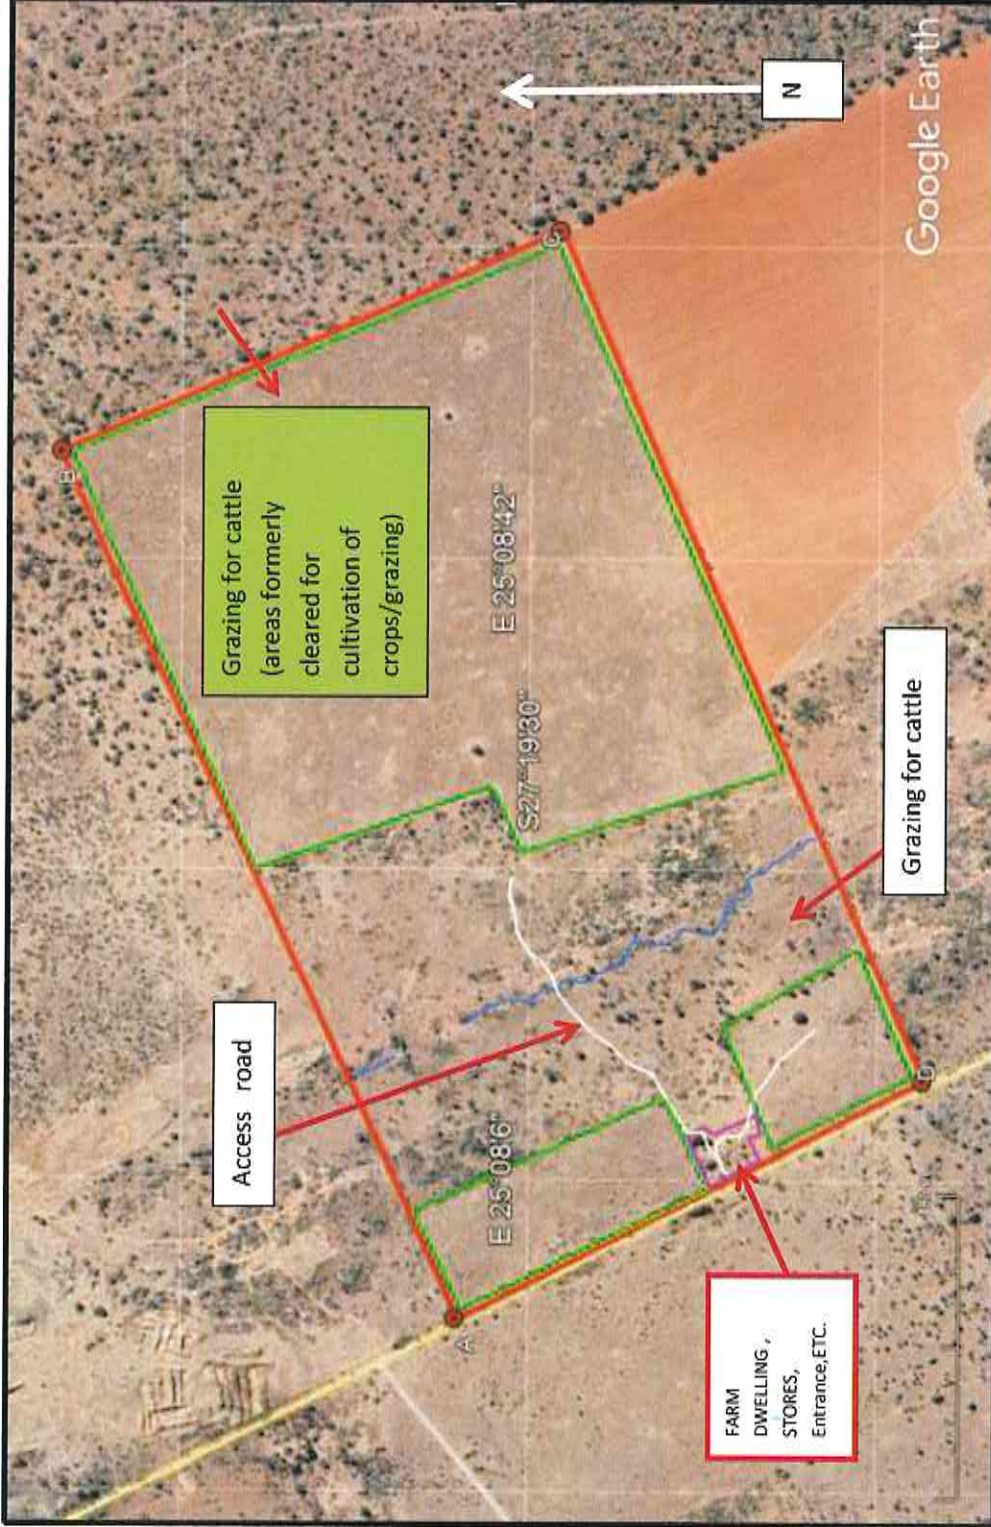 B
Grazing for cattle
(areas formerly
cleared for
cultivation of
crops/grazing)
N
C
Access road
E 25°08'6"
S27°19'30"
E 25°08'42"
A
FARM
DWELLING ,
STORES,
Entrance,ETC.
D
Grazing for cattle
Google Earth